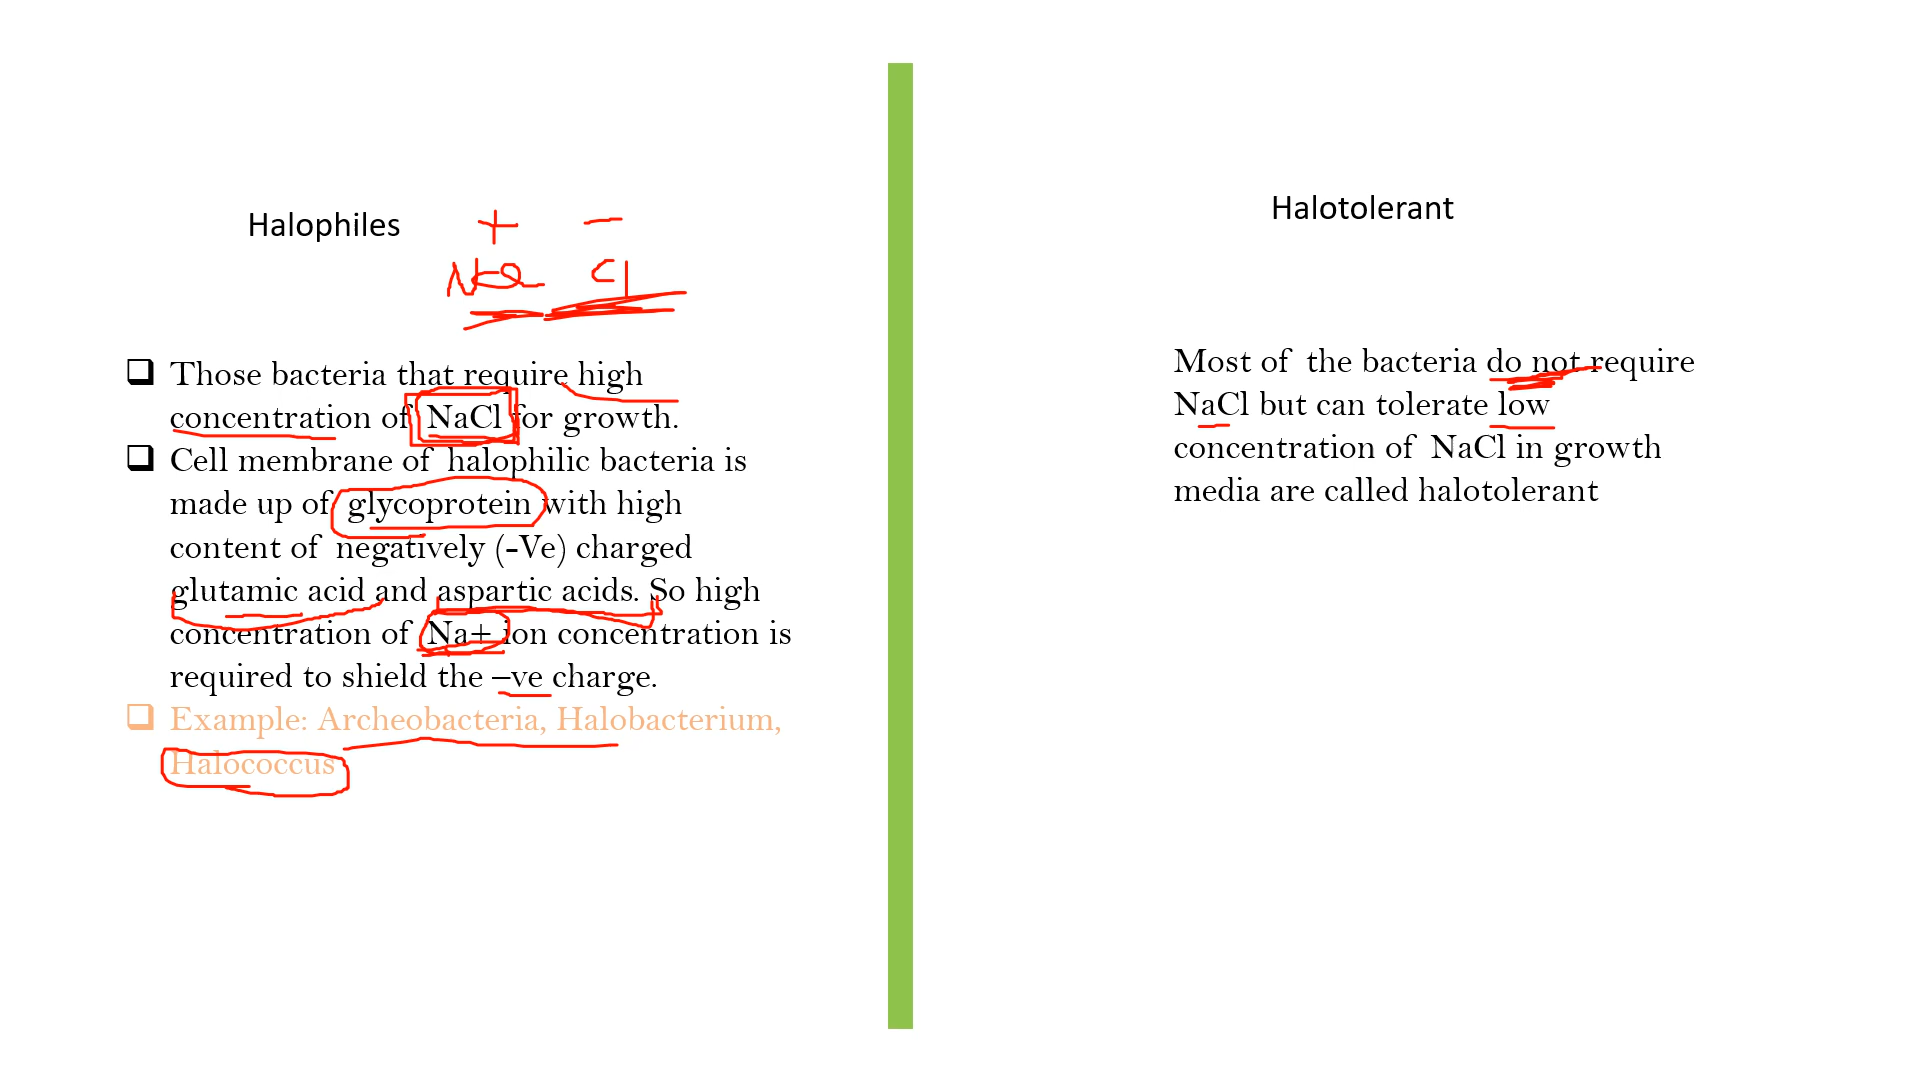 Halophiles
+ -
Na Cl
Those bacteria that require high
concentration of NaCl for growth.
Cell membrane of halophilic bacteria is
made up of glycoprotein with high
content of negatively (-Ve) charged
glutamic acid and aspartic acids. So high
concentration of Na+ ion concentration is
required to shield the –ve charge.
Example: Archeobacteria, Halobacterium,
Halococcus
Halotolerant
Most of the bacteria do not require
NaCl but can tolerate low
concentration of NaCl in growth
media are called halotolerant